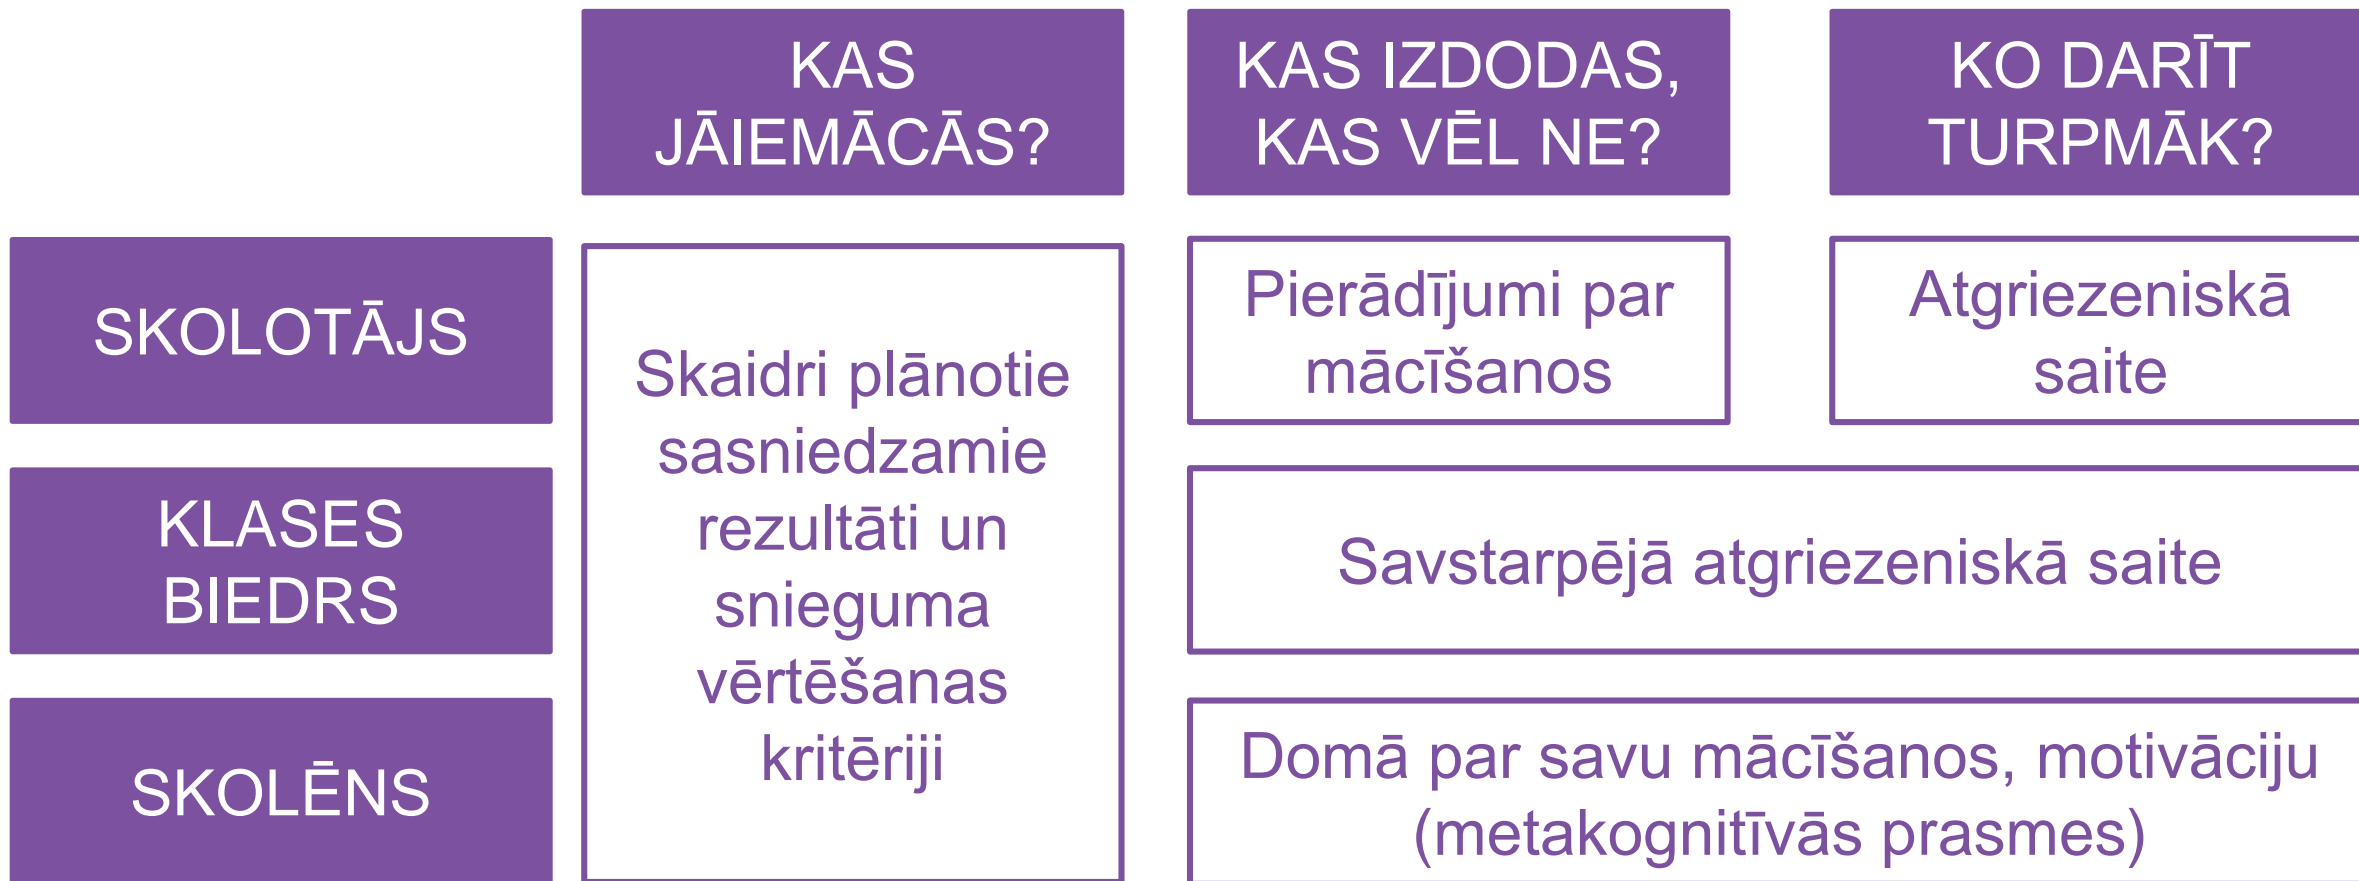 KAS
JĀIEMĀCĀS?
KAS IZDODAS,
KAS VĒL NE?
KO DARĪT
TURPMĀK?
SKOLOTĀJS
Skaidri plānotie
sasniedzamie
rezultāti un
snieguma
vērtēšanas
kritēriji
Pierādījumi par
mācīšanos
Atgriezeniskā
saite
KLASES
BIEDRS
Savstarpējā atgriezeniskā saite
SKOLĒNS
Domā par savu mācīšanos, motivāciju
(metakognitīvās prasmes)